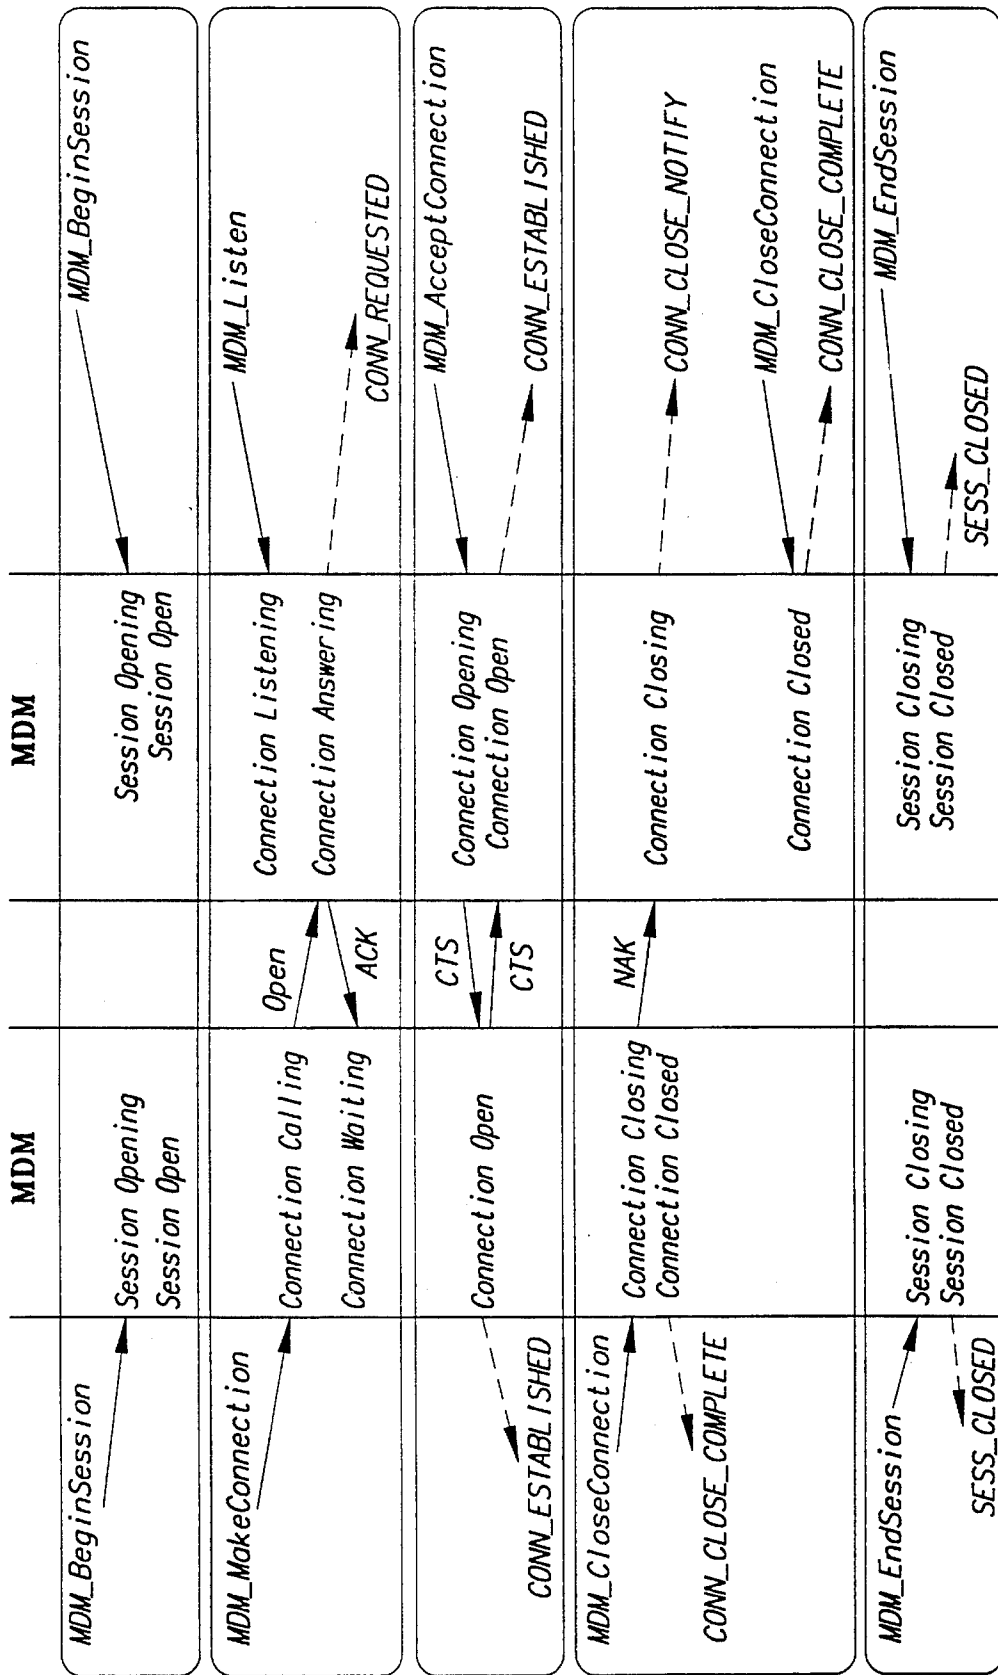 MDM
MDM
MDM_BeginSession
Session Opening
Session Open
Session Opening
Session Open
MDM_BeginSession
MDM_MakeConnection
Connection Calling
Connection Waiting
Open
ACK
Connection Listening
Connection Answering
MDM_Listen
CONN_REQUESTED
CONN_ESTABLISHED
Connection Open
CTS
CTS
Connection Opening
Connection Open
MDM_AcceptConnection
CONN_ESTABLISHED
MDM_CloseConnection
CONN_CLOSE_COMPLETE
Connection Closing
Connection Closed
NAK
Connection Closing
Connection Closed
CONN_CLOSE_NOTIFY
MDM_CloseConnection
CONN_CLOSE_COMPLETE
MDM_EndSession
SESS_CLOSED
Session Closing
Session Closed
Session Closing
Session Closed
MDM_EndSession
SESS_CLOSED